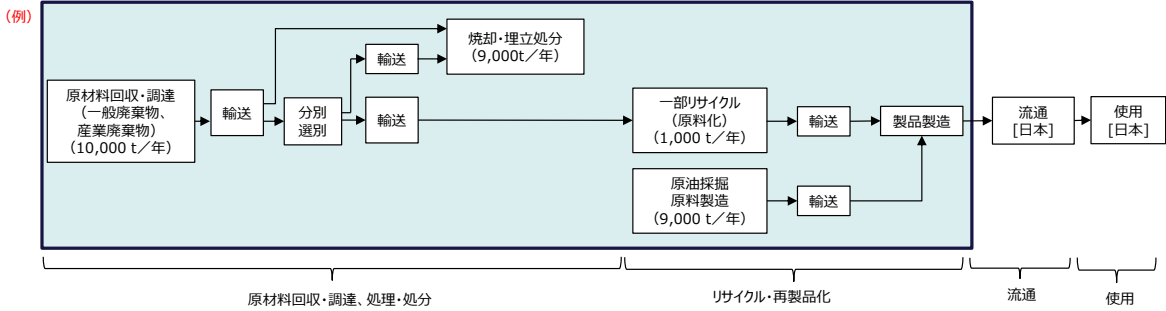 (例)
焼却・埋立処分
(9,000t/年)
輸送
原材料回収・調達
(一般廃棄物、
産業廃棄物)
(10,000 t/年)
輸送
分別
選別
輸送
一部リサイクル
(原料化)
(1,000 t/年)
輸送
製品製造
流通
[日本]
使用
[日本]
原油採掘
原料製造
(9,000 t/年)
輸送
原材料回収・調達、処理・処分
リサイクル・再製品化
流通
使用